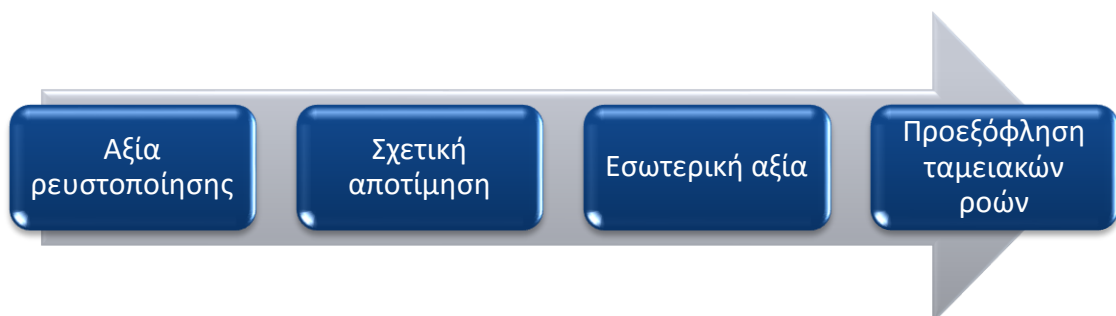 Αξία
ρευστοποίησης
Σχετική
αποτίμηση
Εσωτερική αξία
Προεξόφληση
ταμειακών
ροών